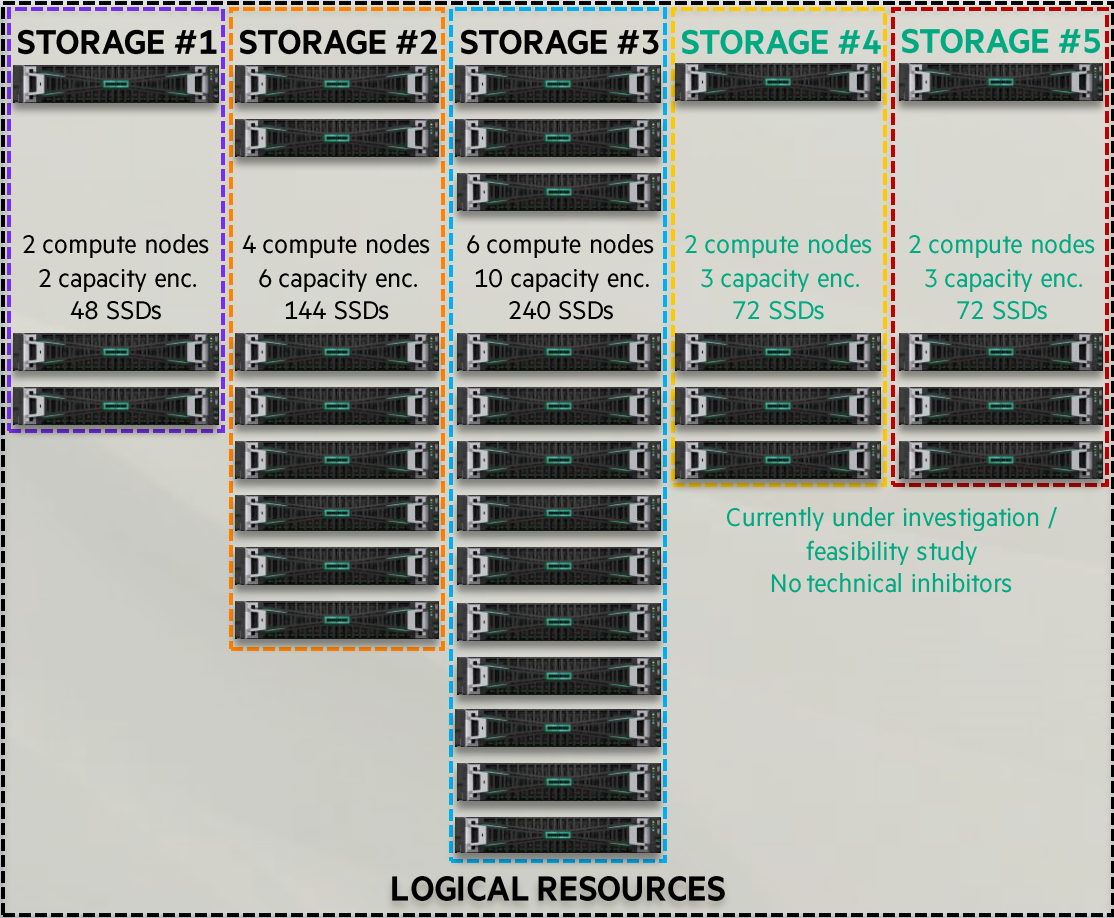 STORAGE #1
2 compute nodes
2 capacity enc.
48 SSDs
STORAGE #2
4 compute nodes
6 capacity enc.
144 SSDs
STORAGE #3
6 compute nodes
10 capacity enc.
240 SSDs
STORAGE #4
2 compute nodes
3 capacity enc.
72 SSDs
STORAGE #5
2 compute nodes
3 capacity enc.
72 SSDs
Currently under investigation /
feasibility study
No technical inhibitors
LOGICAL RESOURCES